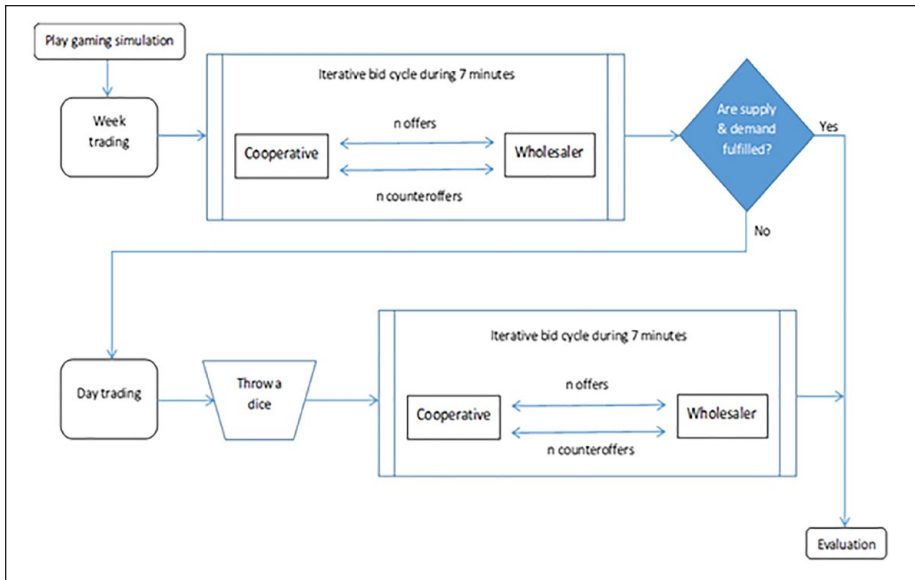 Play gaming simulation
Week
trading
Iterative bid cycle during 7 minutes
n offers
Cooperative
Wholesaler
n counteroffers
Are supply
& demand
fulfilled?
Yes
No
Day trading
Throw a
dice
Iterative bid cycle during 7 minutes
n offers
Cooperative
Wholesaler
n counteroffers
Evaluation